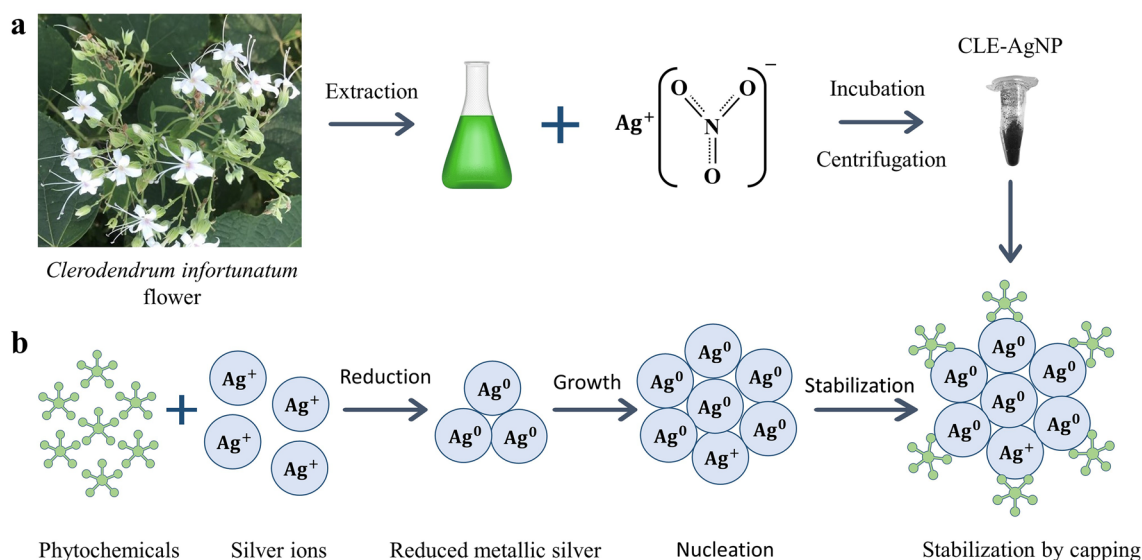 a
Extraction
Ag⁺
O
O
N
O
−
Incubation
Centrifugation
CLE-AgNP
Clerodendrum infortunatum
flower
b
Ag⁺
Ag⁺
Ag⁺
Ag⁺
Reduction
Ag⁰
Ag⁰
Ag⁰
Growth
Ag⁰
Ag⁰
Ag⁰
Ag⁰
Ag⁰
Ag⁰
Ag⁺
Stabilization
Ag⁰
Ag⁰
Ag⁰
Ag⁰
Ag⁰
Ag⁰
Ag⁺
Phytochemicals
Silver ions
Reduced metallic silver
Nucleation
Stabilization by capping